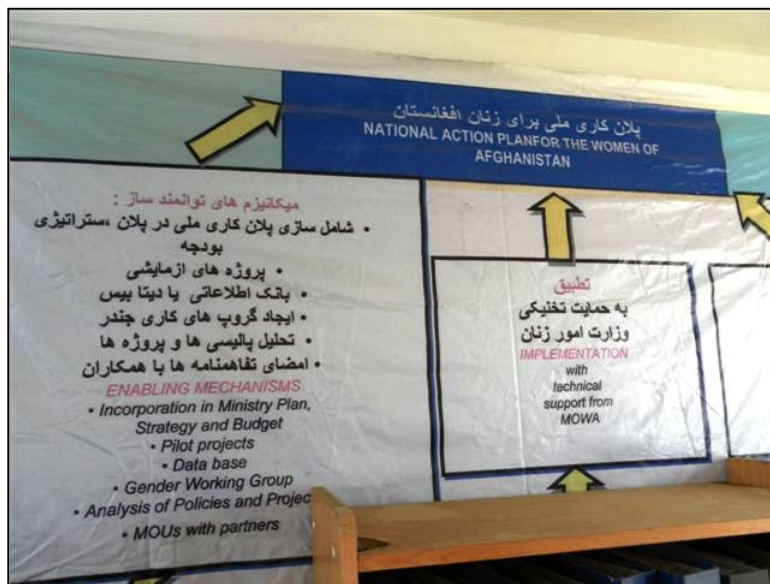 پلان کاری ملی برای زنان افغانستان
NATIONAL ACTION PLANFOR THE WOMEN OF
AFGHANISTAN
میکانیزم های توانمند ساز :
• شامل سازی پلان کاری ملی در پلان ،ستراتیژی
بودجه
• پروژه های ازمایشی
• بانک اطلاعاتی یا دیتا بیس
• ایجاد گروپ های کاری جندر
• تحلیل پالیسی ها و پروژه ها
• امضای تفاهمنامه ها با همکاران
ENABLING MECHANISMS
• Incorporation in Ministry Plan,
Strategy and Budget
• Pilot projects
• Data base
• Gender Working Group
• Analysis of Policies and Projec
• MOUs with partners
تطبیق
به حمایت تخنیکی
وزارت امور زنان
IMPLEMENTATION
with
technical
support from
MOWA